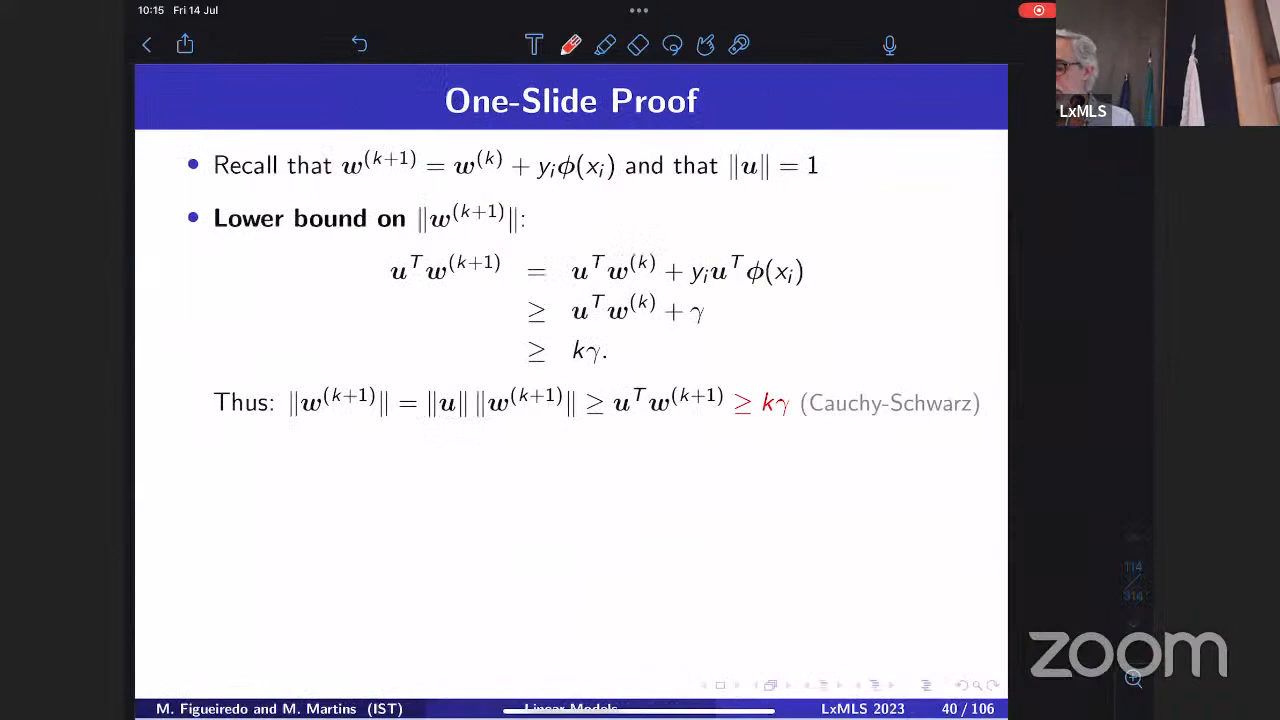 10:15 Fri 14 Jul
One-Slide Proof
LxMLS
• Recall that w^(k+1) = w^(k) + y_i ϕ(x_i) and that ‖u‖ = 1
• Lower bound on ‖w^(k+1)‖:
u^T w^(k+1) = u^T w^(k) + y_i u^T ϕ(x_i)
≥ u^T w^(k) + γ
≥ kγ.
Thus: ‖w^(k+1)‖ = ‖u‖ ‖w^(k+1)‖ ≥ u^T w^(k+1) ≥ kγ (Cauchy-Schwarz)
114
314
zoom
M. Figueiredo and M. Martins (IST) Linear Models LxMLS 2023 40 / 106